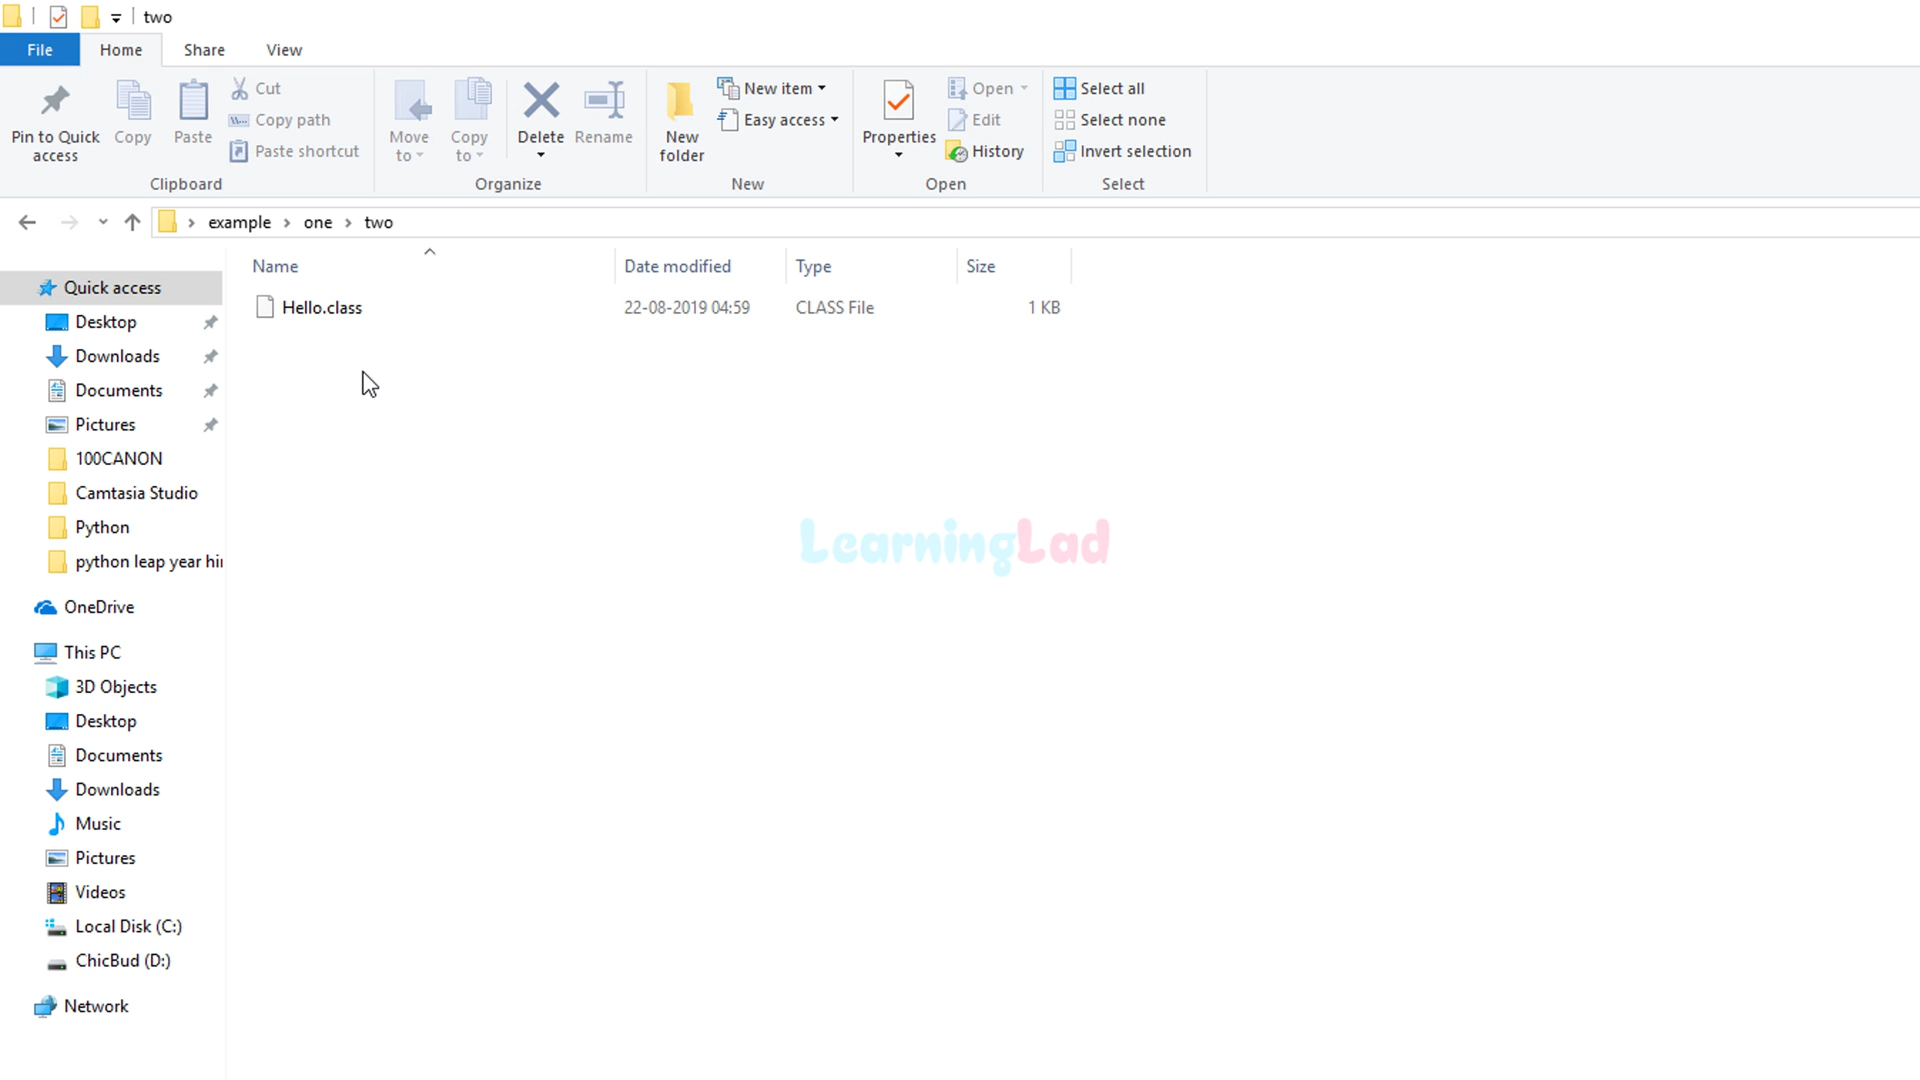 two
File Home Share View
Pin to Quick access
Copy
Paste
Cut
Copy path
Paste shortcut
Clipboard
Move to
Copy to
Delete
Rename
Organize
New folder
New item
Easy access
New
Properties
Open
Edit
History
Open
Select all
Select none
Invert selection
Select
example one two
Name Date modified Type Size
Hello.class 22-08-2019 04:59 CLASS File 1 KB
Quick access
Desktop
Downloads
Documents
Pictures
100CANON
Camtasia Studio
Python
python leap year hi
OneDrive
This PC
3D Objects
Desktop
Documents
Downloads
Music
Pictures
Videos
Local Disk (C:)
ChicBud (D:)
Network
LearningLad